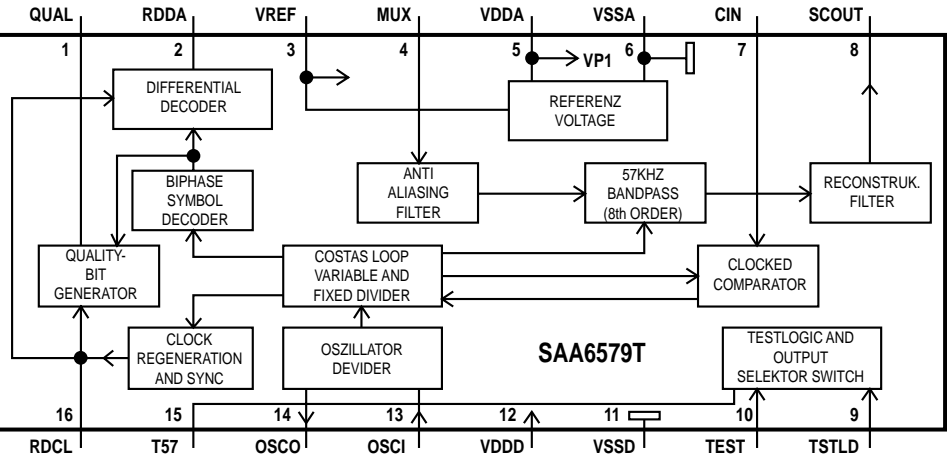 QUAL RDDA VREF MUX VDDA VSSA CIN SCOUT
1 2 3 4 5 6 7 8
VP1
DIFFERENTIAL
DECODER
REFERENZ
VOLTAGE
BIPHASE
SYMBOL
DECODER
ANTI
ALIASING
FILTER
57KHZ
BANDPASS
(8th ORDER)
RECONSTRUK.
FILTER
QUALITY-
BIT
GENERATOR
COSTAS LOOP
VARIABLE AND
FIXED DIVIDER
CLOCKED
COMPARATOR
CLOCK
REGENERATION
AND SYNC
OSZILLATOR
DEVIDER
SAA6579T
TESTLOGIC AND
OUTPUT
SELEKTOR SWITCH
16 15 14 13 12 11 10 9
RDCL T57 OSCO OSCI VDDD VSSD TEST TSTLD